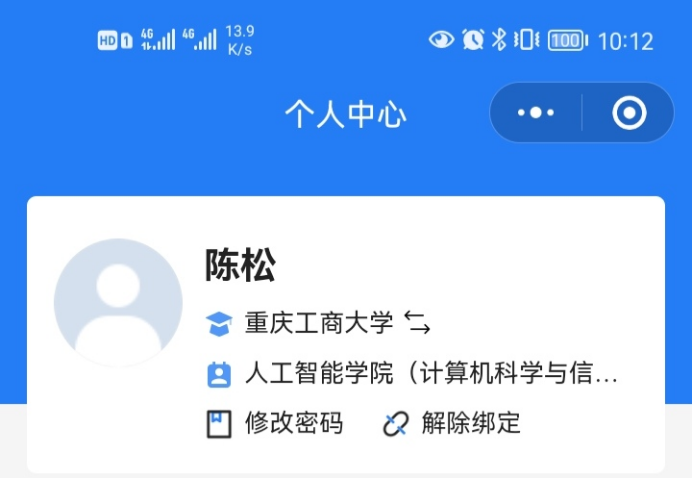 HD 1 4G 4G 13.9 K/s 100 10:12
个人中心
陈松
重庆工商大学
人工智能学院（计算机科学与信...
修改密码 解除绑定